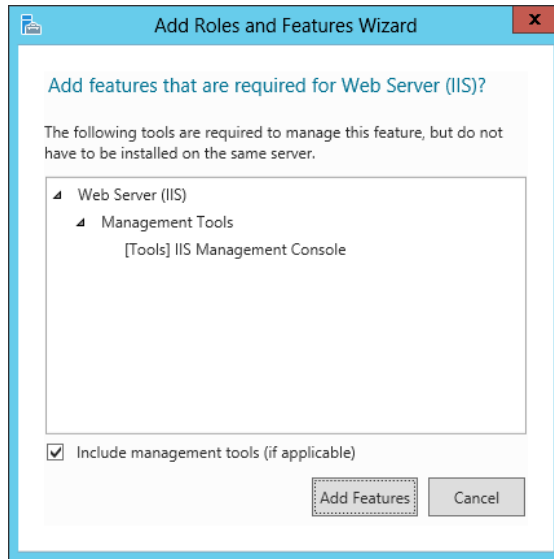 Add Roles and Features Wizard
x
Add features that are required for Web Server (IIS)?
The following tools are required to manage this feature, but do not
have to be installed on the same server.
Web Server (IIS)
Management Tools
[Tools] IIS Management Console
Include management tools (if applicable)
Add Features
Cancel